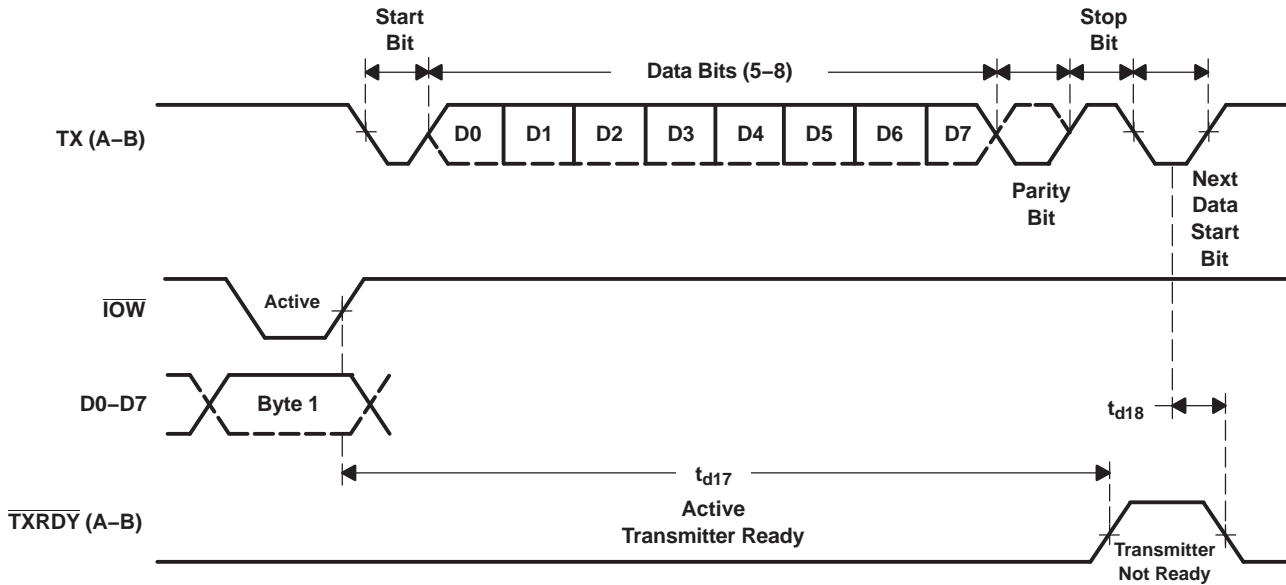 Start
Bit
Data Bits (5–8)
Stop
Bit
TX (A–B)
D0
D1
D2
D3
D4
D5
D6
D7
Parity
Bit
Next
Data
Start
Bit
IOW
Active
D0–D7
Byte 1
td18
td17
TXRDY (A–B)
Active
Transmitter Ready
Transmitter
Not Ready